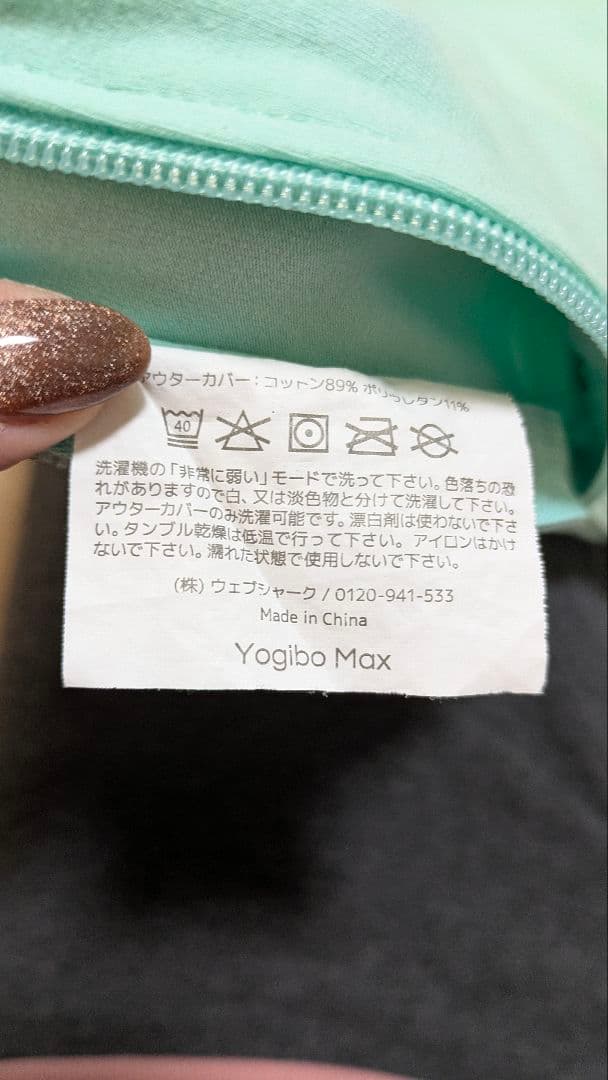 アウターカバー：コットン89% ポリウレタン11%
40
洗濯機の「非常に弱い」モードで洗って下さい。色落ちの恐
れがありますので白、又は淡色物と分けて洗濯して下さい。
アウターカバーのみ洗濯可能です。漂白剤は使わないで下さ
い。タンブル乾燥は低温で行って下さい。 アイロンはかけ
ないで下さい。濡れた状態で使用しないで下さい。
(株) ウェブシャーク / 0120-941-533
Made in China
Yogibo Max